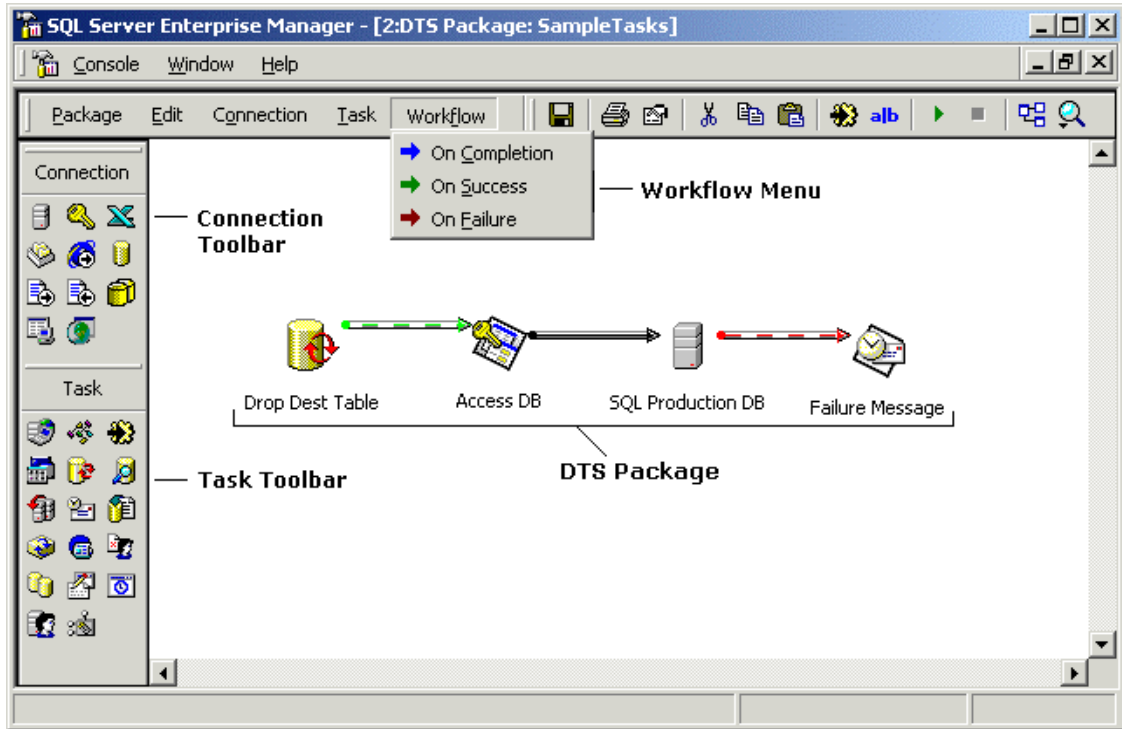 SQL Server Enterprise Manager - [2:DTS Package: SampleTasks]
Console Window Help
Package Edit Connection Task Workflow a|b
Connection
On Completion
On Success
On Failure
Workflow Menu
Connection
Toolbar
Drop Dest Table Access DB SQL Production DB Failure Message
DTS Package
Task
Task Toolbar